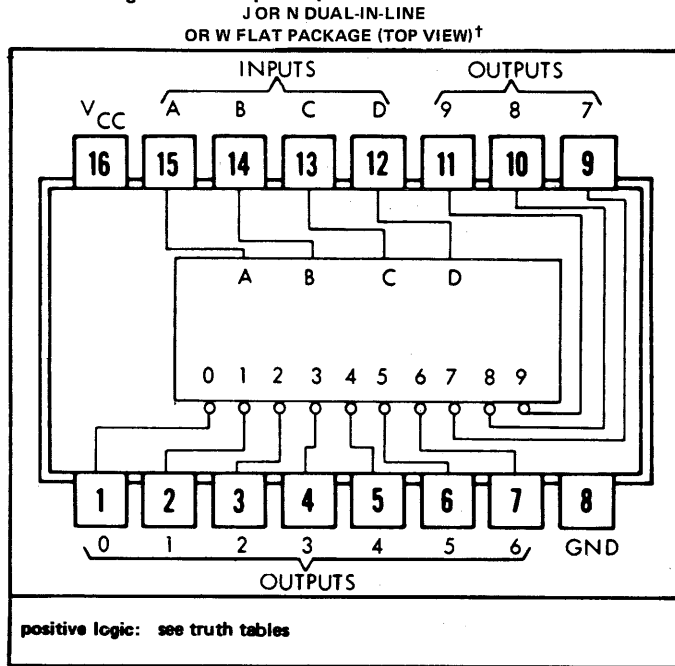 J OR N DUAL-IN-LINE
OR W FLAT PACKAGE (TOP VIEW)†
INPUTS OUTPUTS
VCC A B C D 9 8 7
16 15 14 13 12 11 10 9
A B C D
0 1 2 3 4 5 6 7 8 9
1 2 3 4 5 6 7 8
0 1 2 3 4 5 6 GND
OUTPUTS
positive logic: see truth tables